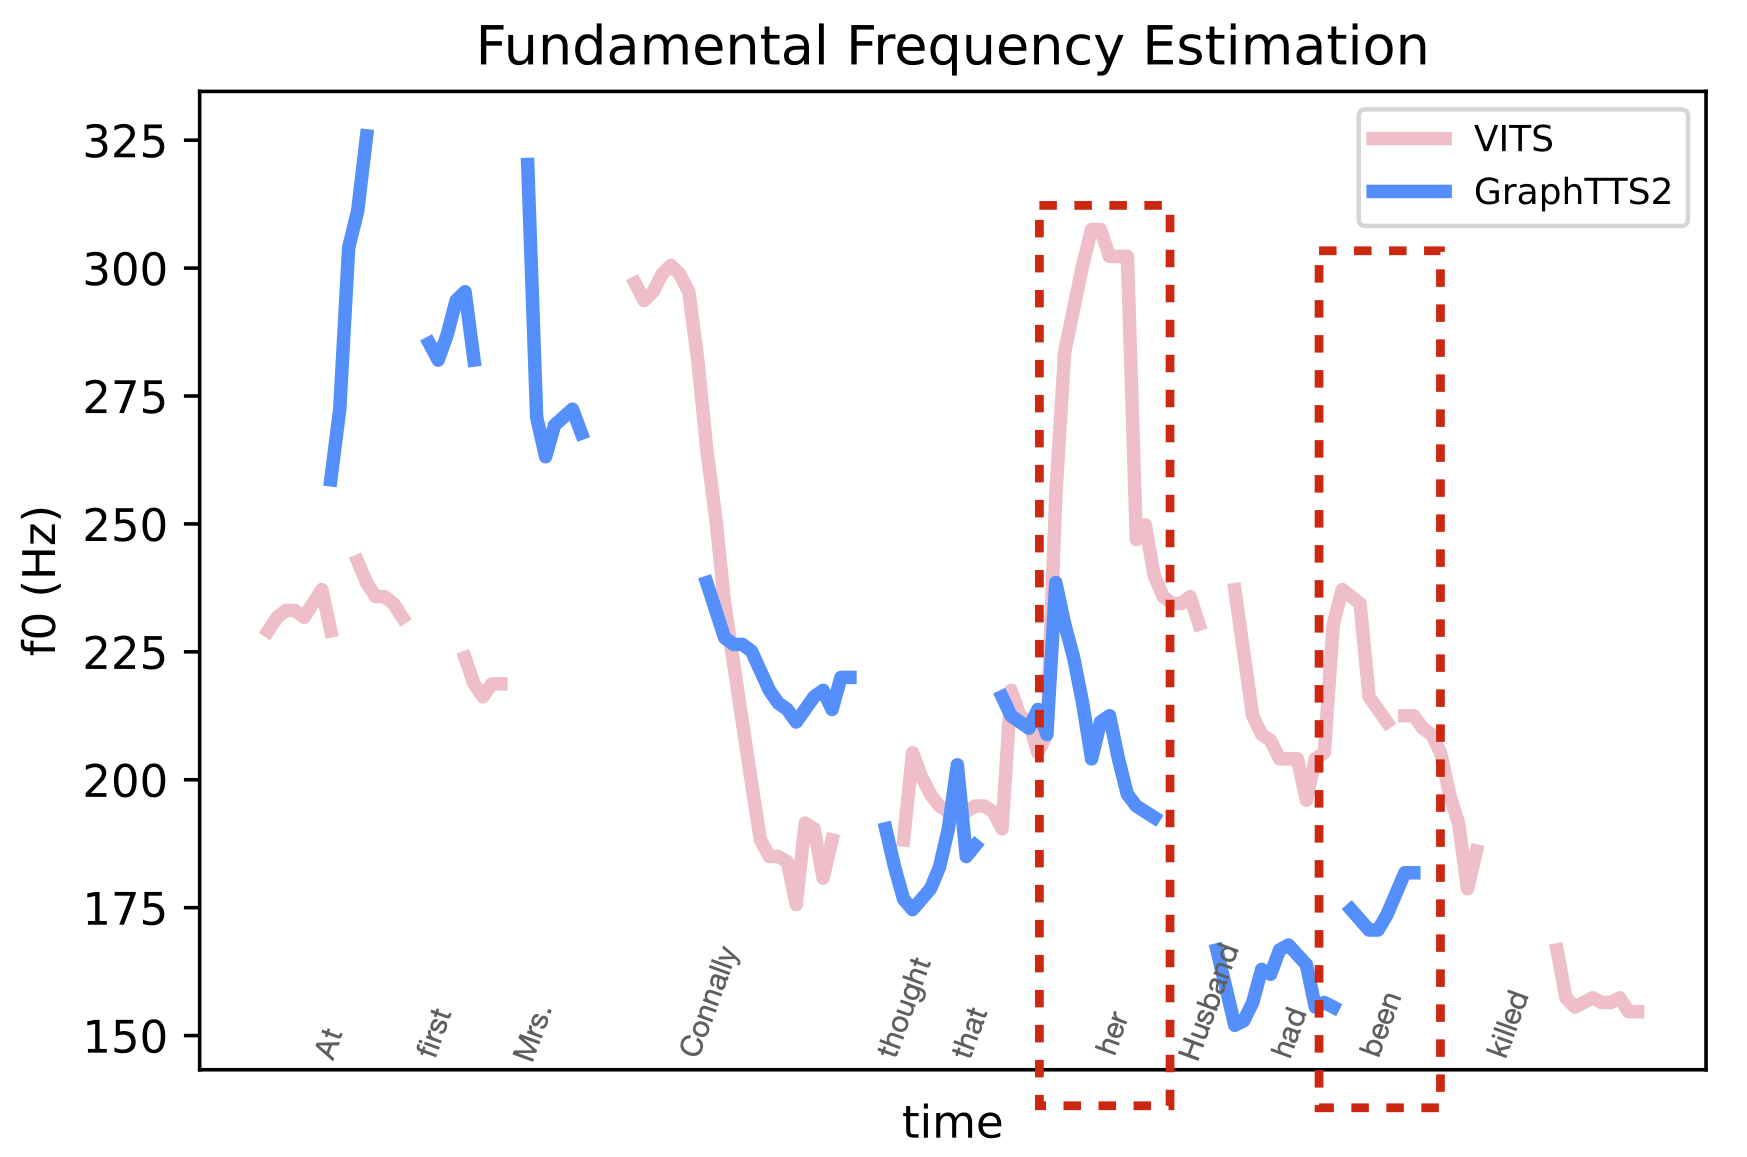 Fundamental Frequency Estimation
VITS
GraphTTS2
325
300
275
250
225
200
175
150
f0 (Hz)
At
first
Mrs.
Connally
thought
that
her
Husband
had
been
killed
time